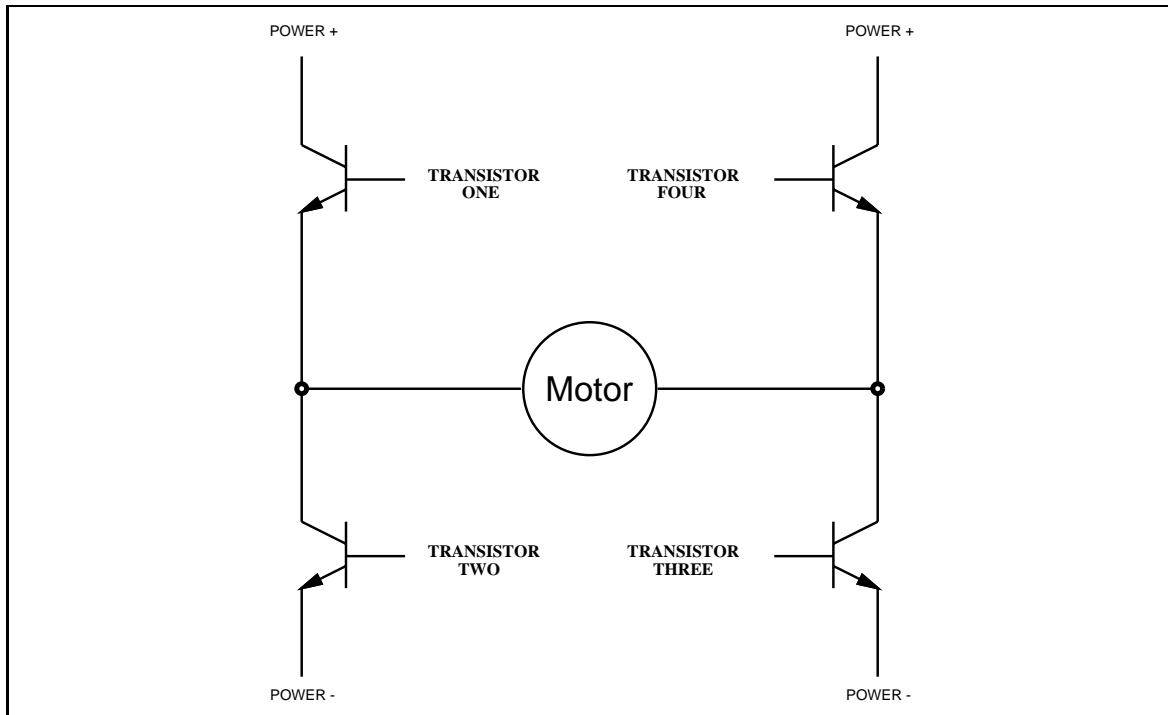 POWER +
POWER +
TRANSISTOR
ONE
TRANSISTOR
FOUR
Motor
TRANSISTOR
TWO
TRANSISTOR
THREE
POWER -
POWER -